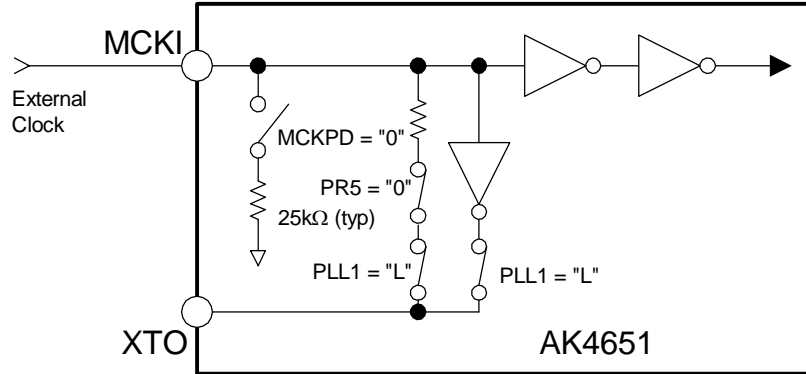 MCKI
External
Clock
MCKPD = "0"
PR5 = "0"
25kΩ (typ)
PLL1 = "L"
PLL1 = "L"
XTO
AK4651